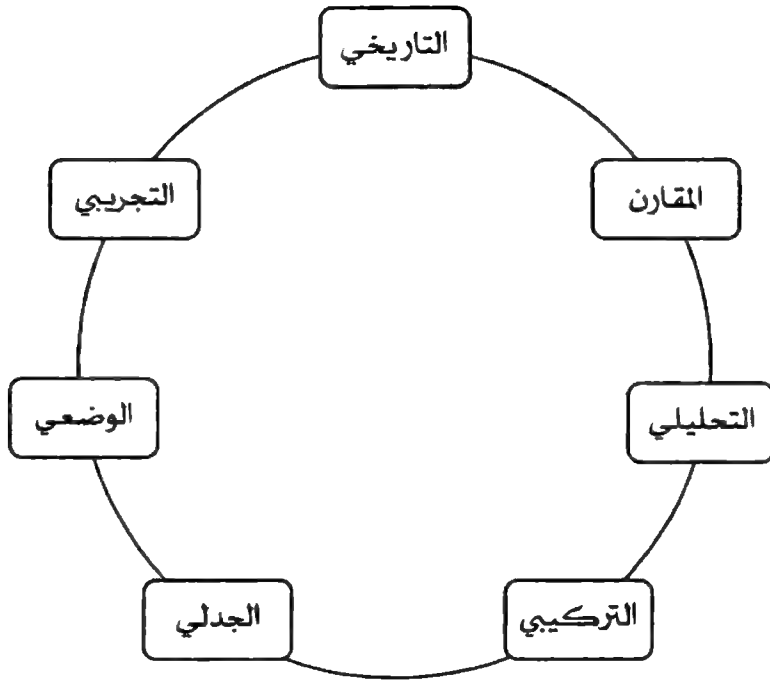 التاريخي
المقارن
التحليلي
التركيبي
الجدلي
الوضعي
التجريبي